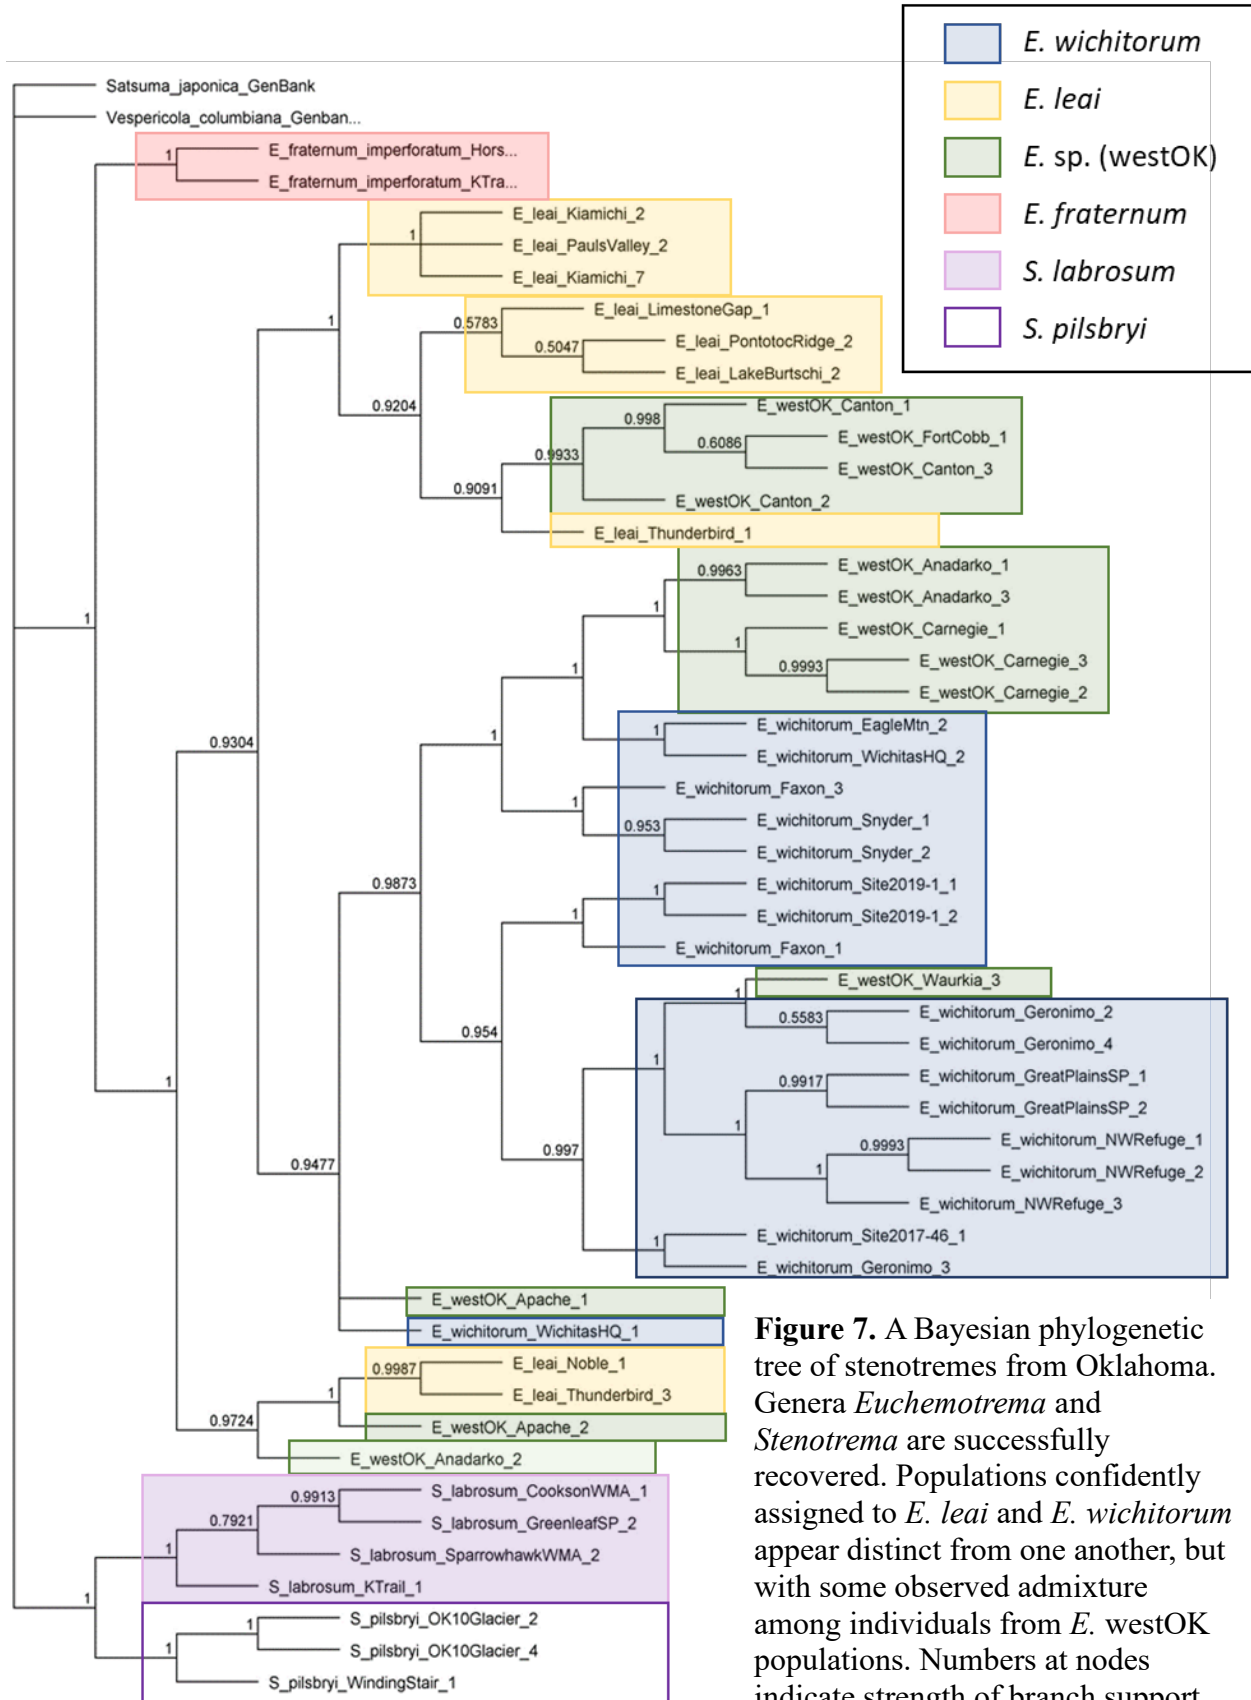 E. wichitorum
E. leai
E. sp. (westOK)
E. fraternum
S. labrosum
S. pilsbryi
Satsuma_japonica_GenBank
Vespericola_columbiana_Genban...
1
E_fraternum_imperforatum_Hors...
E_fraternum_imperforatum_KTra...
E_leai_Kiamichi_2
1
E_leai_PaulsValley_2
E_leai_Kiamichi_7
1
E_leai_LimestoneGap_1
0.5783
E_leai_PontotocRidge_2
0.5047
E_leai_LakeBurtschi_2
0.9204
E_westOK_Canton_1
0.998
E_westOK_FortCobb_1
0.6086
E_westOK_Canton_3
0.9933
0.9091
E_westOK_Canton_2
E_leai_Thunderbird_1
E_westOK_Anadarko_1
0.9963
E_westOK_Anadarko_3
1
1
E_westOK_Carnegie_1
1
E_westOK_Carnegie_3
0.9993
E_westOK_Carnegie_2
1
E_wichitorum_EagleMtn_2
1
E_wichitorum_WichitasHQ_2
1
0.9304
E_wichitorum_Faxon_3
1
E_wichitorum_Snyder_1
0.953
E_wichitorum_Snyder_2
0.9873
E_wichitorum_Site2019-1_1
1
E_wichitorum_Site2019-1_2
1
E_wichitorum_Faxon_1
E_westOK_Waurkia_3
1
E_wichitorum_Geronimo_2
0.5583
E_wichitorum_Geronimo_4
0.954
1
E_wichitorum_GreatPlainsSP_1
0.9917
E_wichitorum_GreatPlainsSP_2
1
E_wichitorum_NWRefuge_1
0.9993
E_wichitorum_NWRefuge_2
1
E_wichitorum_NWRefuge_3
0.997
0.9477
E_wichitorum_Site2017-46_1
1
E_wichitorum_Geronimo_3
1
E_westOK_Apache_1
E_wichitorum_WichitasHQ_1
E_leai_Noble_1
0.9987
E_leai_Thunderbird_3
1
E_westOK_Apache_2
0.9724
E_westOK_Anadarko_2
S_labrosum_CooksonWMA_1
0.9913
S_labrosum_GreenleafSP_2
0.7921
S_labrosum_SparrowhawkWMA_2
1
S_labrosum_KTrail_1
1
S_pilsbryi_OK10Glacier_2
1
S_pilsbryi_OK10Glacier_4
1
S_pilsbryi_WindingStair_1
Figure 7. A Bayesian phylogenetic
tree of stenotremes from Oklahoma.
Genera Euchemotrema and
Stenotrema are successfully
recovered. Populations confidently
assigned to E. leai and E. wichitorum
appear distinct from one another, but
with some observed admixture
among individuals from E. westOK
populations. Numbers at nodes
indicate strength of branch support